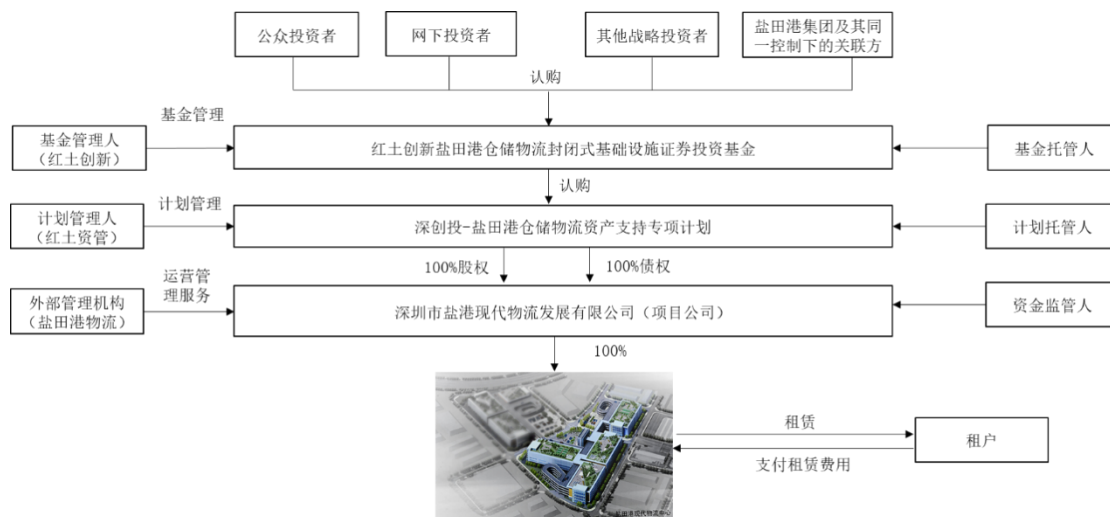 公众投资者
网下投资者
其他战略投资者
盐田港集团及其同
一控制下的关联方
认购
基金管理
基金管理人
（红土创新）
红土创新盐田港仓储物流封闭式基础设施证券投资基金
基金托管人
认购
计划管理
计划管理人
（红土资管）
深创投-盐田港仓储物流资产支持专项计划
计划托管人
100%股权
100%债权
运营管
理服务
外部管理机构
（盐田港物流）
深圳市盐港现代物流发展有限公司（项目公司）
资金监管人
100%
租赁
租户
支付租赁费用
盐田港现代物流中心